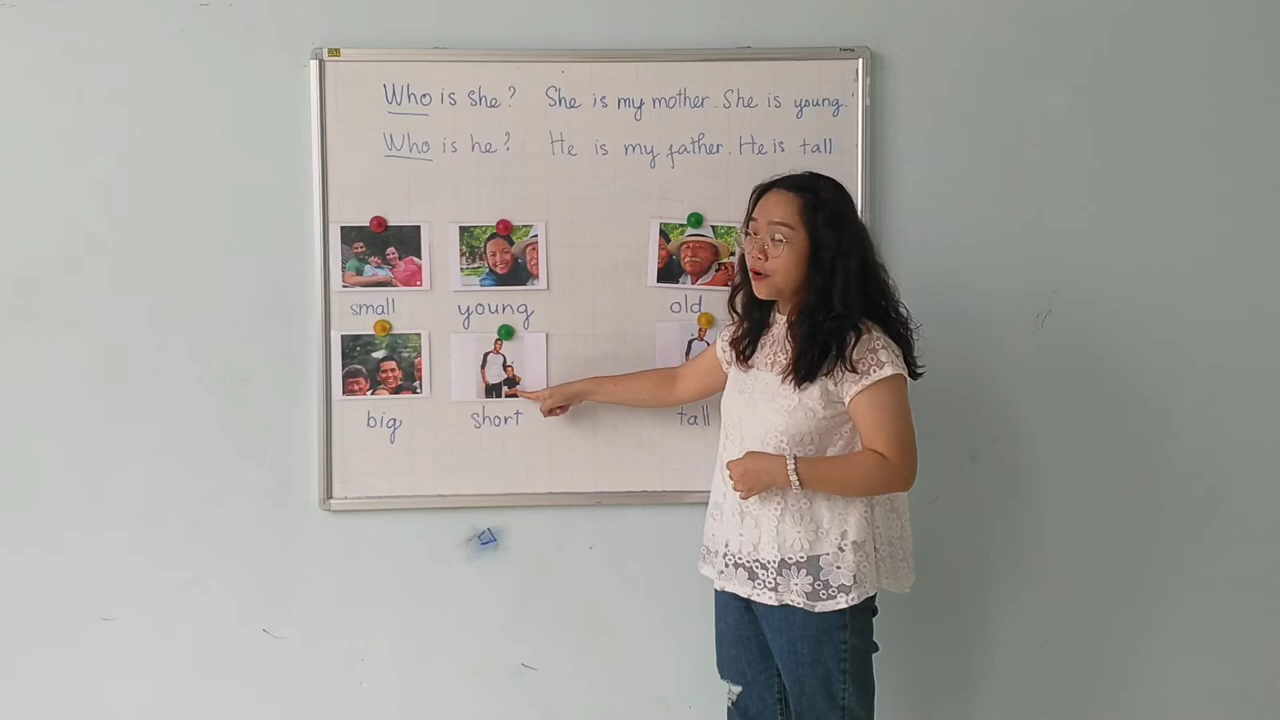 Who is she? She is my mother. She is young.
Who is he? He is my father. He is tall
small young old
big short tall